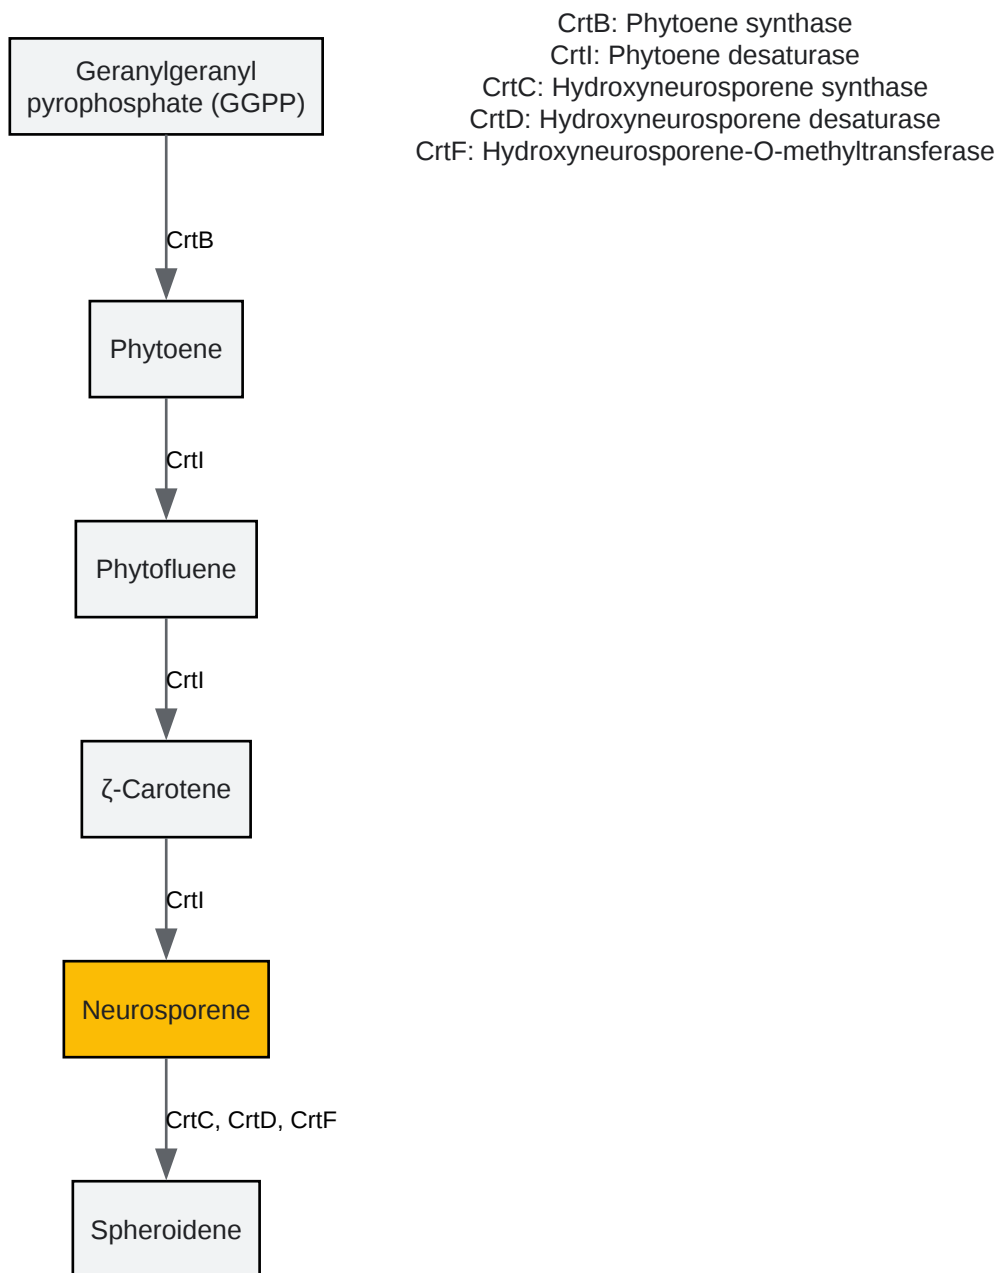 CrtB: Phytoene synthase
CrtI: Phytoene desaturase
CrtC: Hydroxyneurosporene synthase
CrtD: Hydroxyneurosporene desaturase
CrtF: Hydroxyneurosporene-O-methyltransferase
Geranylgeranyl
pyrophosphate (GGPP)
CrtB
Phytoene
CrtI
Phytofluene
CrtI
ζ-Carotene
CrtI
Neurosporene
CrtC, CrtD, CrtF
Spheroidene